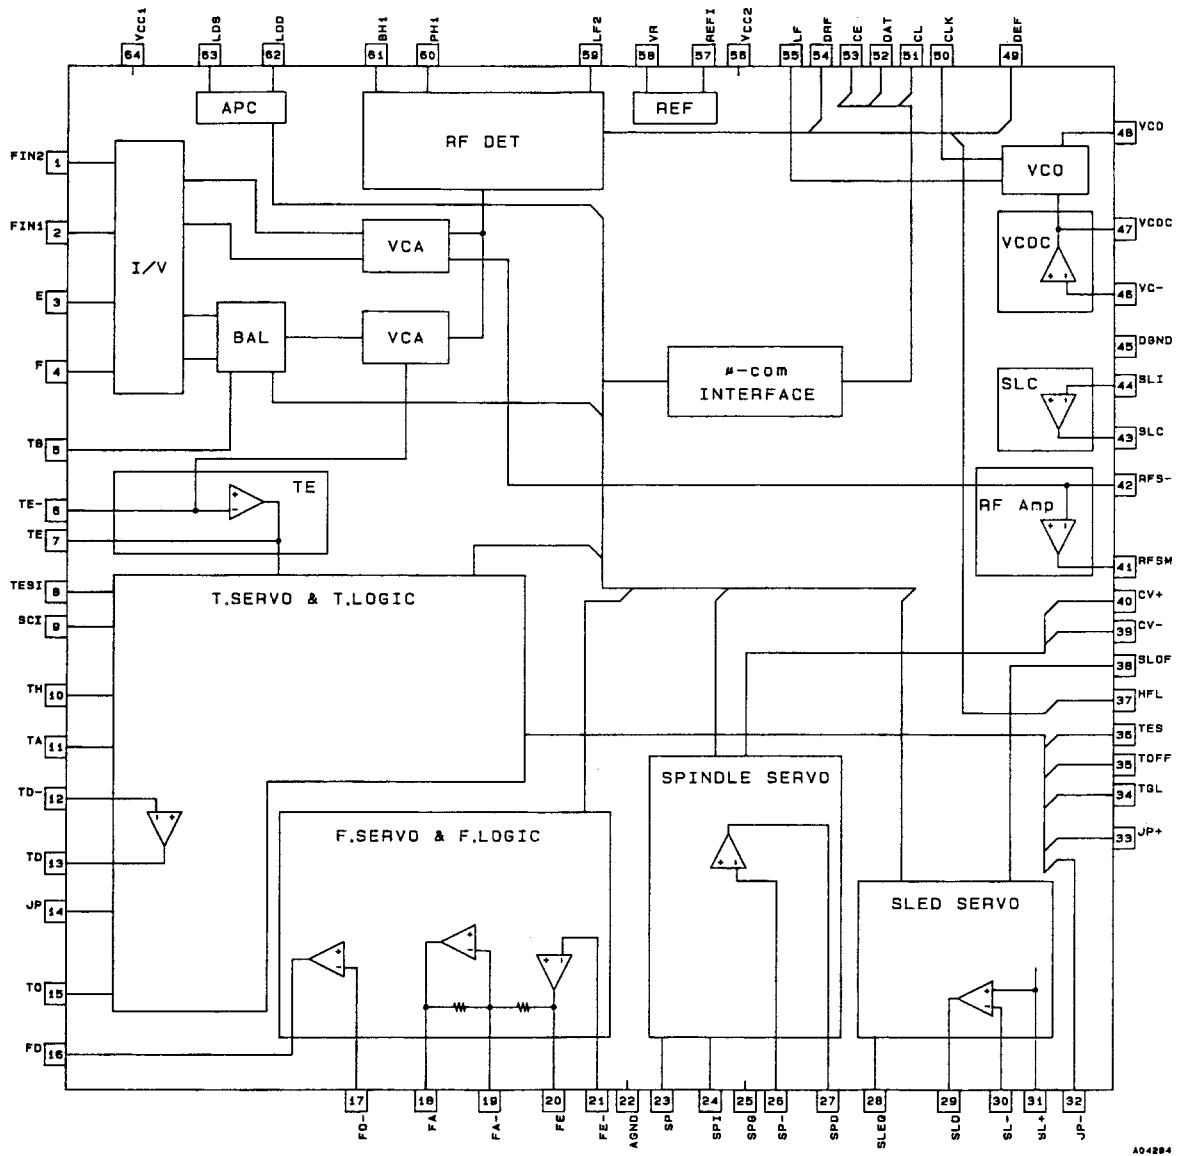 VCC1
LDS
LDD
BH1
PH1
LF2
VR
REFI
VCC2
LF
DRF
CE
DAT
CL
CLK
DEF
64
63
62
61
60
59
58
57
56
55
54
53
52
51
50
49
APC
RF DET
REF
FIN2 1
FIN1 2
E 3
F 4
TB 5
TE- 6
TE 7
TESI 8
SCI 9
TH 10
TA 11
TD- 12
TD 13
JP 14
TO 15
FD 16
I/V
VCA
BAL
VCA
μ-com
INTERFACE
VCO
VCOC
SLC
RF Amp
TE
T.SERVO & T.LOGIC
F.SERVO & F.LOGIC
SPINDLE SERVO
SLED SERVO
48 VCO
47 VCOC
46 VC-
45 DGND
44 SLI
43 SLC
42 RFS-
41 RFSM
40 CV+
39 CV-
38 SLOF
37 HFL
36 TES
35 TOFF
34 TGL
33 JP+
17
18
19
20
21
22
23
24
25
26
27
28
29
30
31
32
FD-
FA
FA-
FE
FE-
AGND
SP
SPI
SPG
SP-
SPD
SLEQ
SLD
SL-
SL+
JP-
A04284